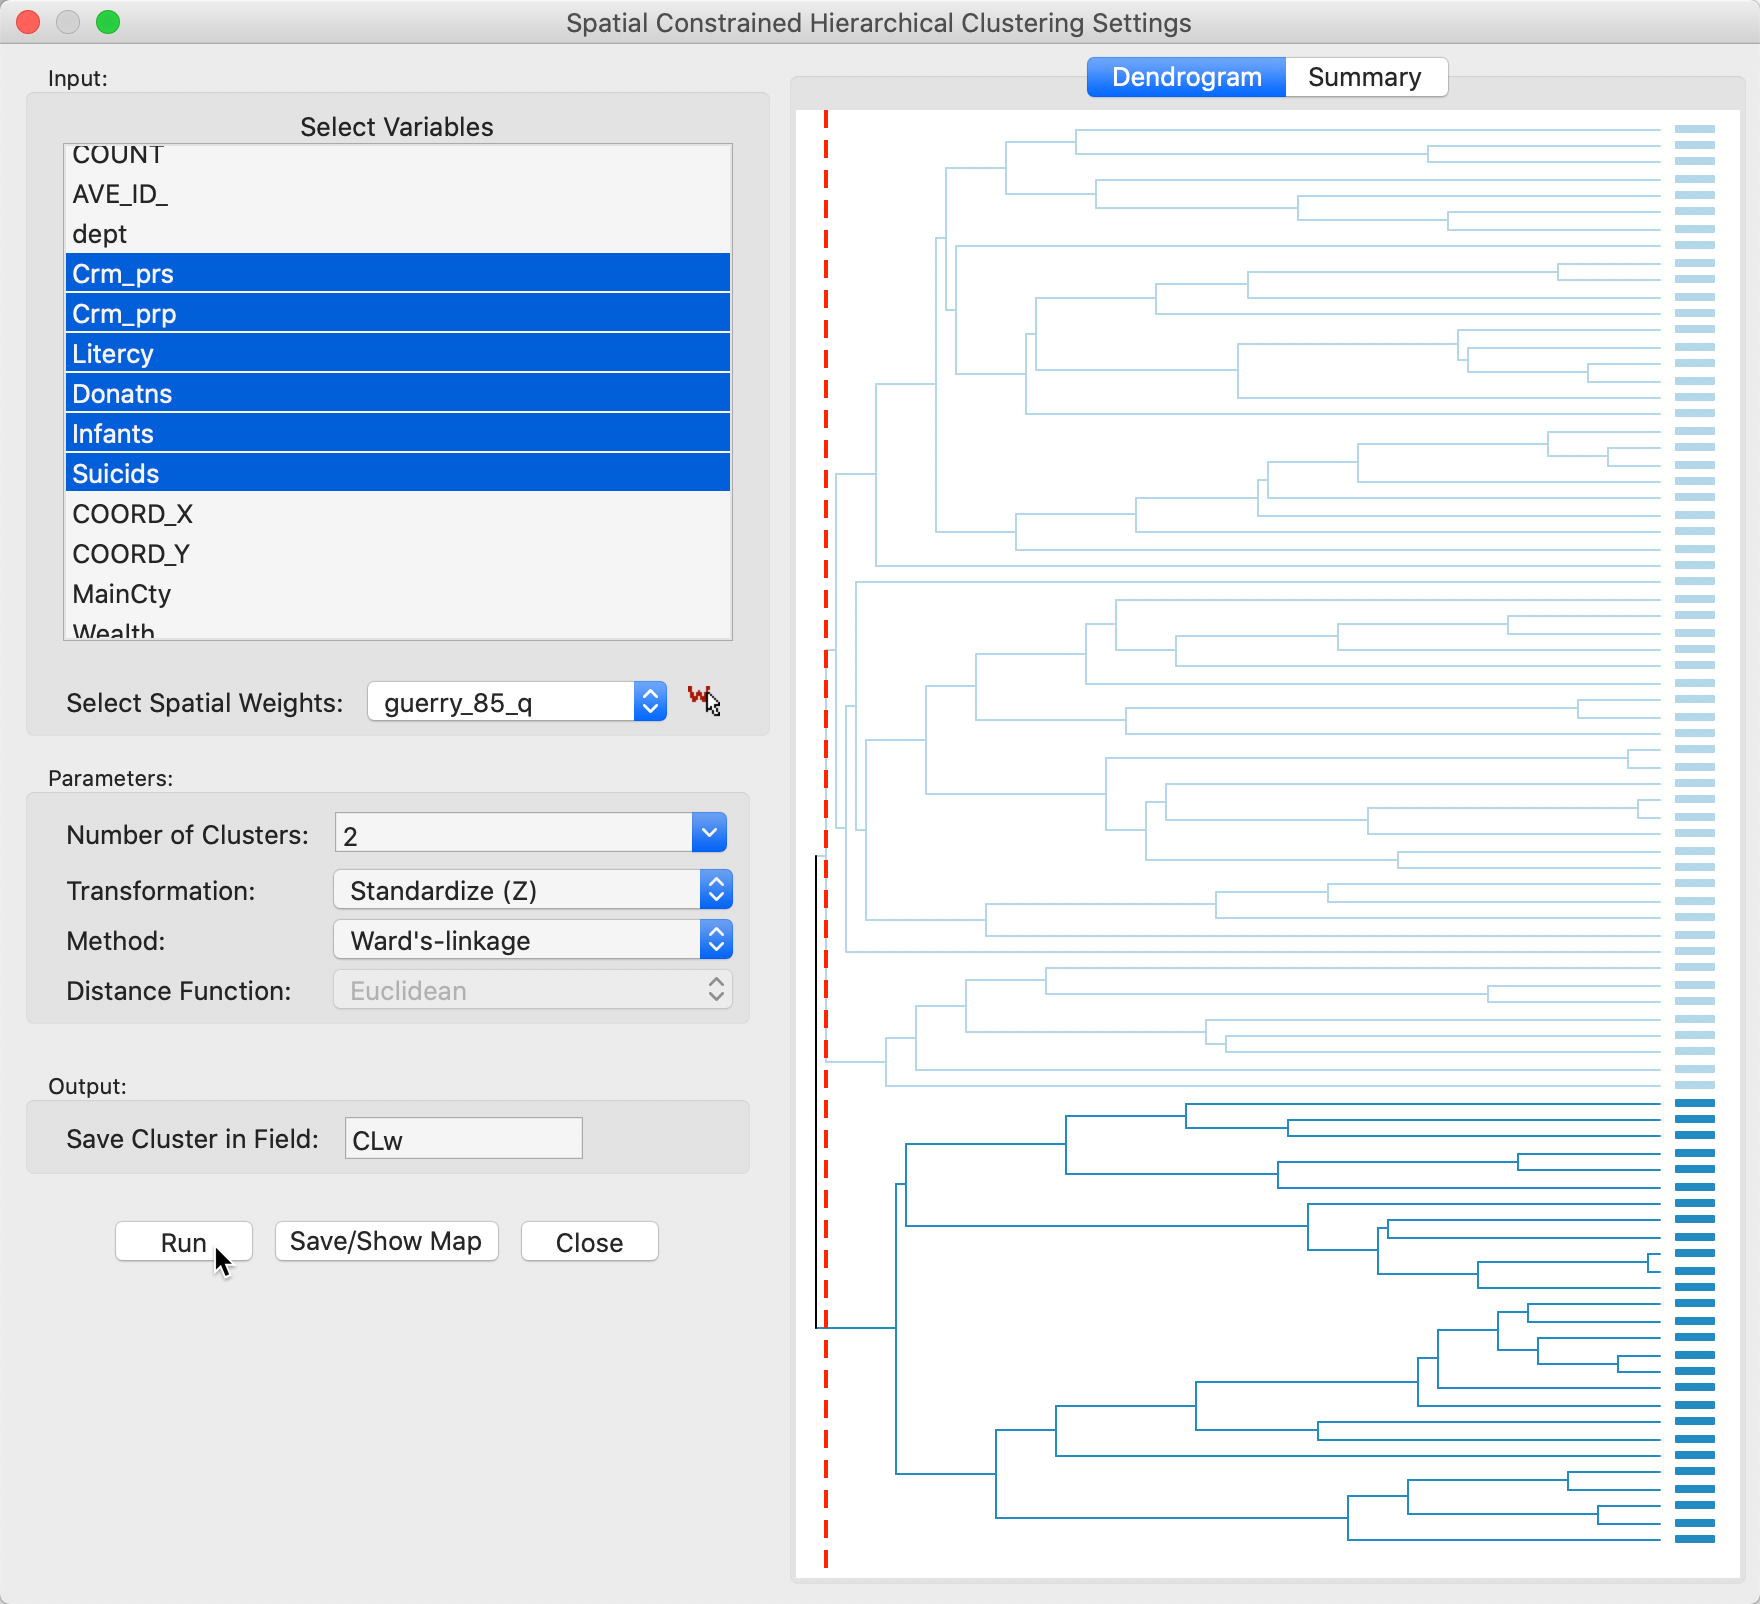 Spatial Constrained Hierarchical Clustering Settings
Input:
Select Variables
COUNT
AVE_ID_
dept
Crm_prs
Crm_prp
Litercy
Donatns
Infants
Suicids
COORD_X
COORD_Y
MainCty
Wealth
Select Spatial Weights: guerry_85_q
Parameters:
Number of Clusters: 2
Transformation: Standardize (Z)
Method: Ward's-linkage
Distance Function: Euclidean
Output:
Save Cluster in Field: CLw
Run Save/Show Map Close
Dendrogram Summary